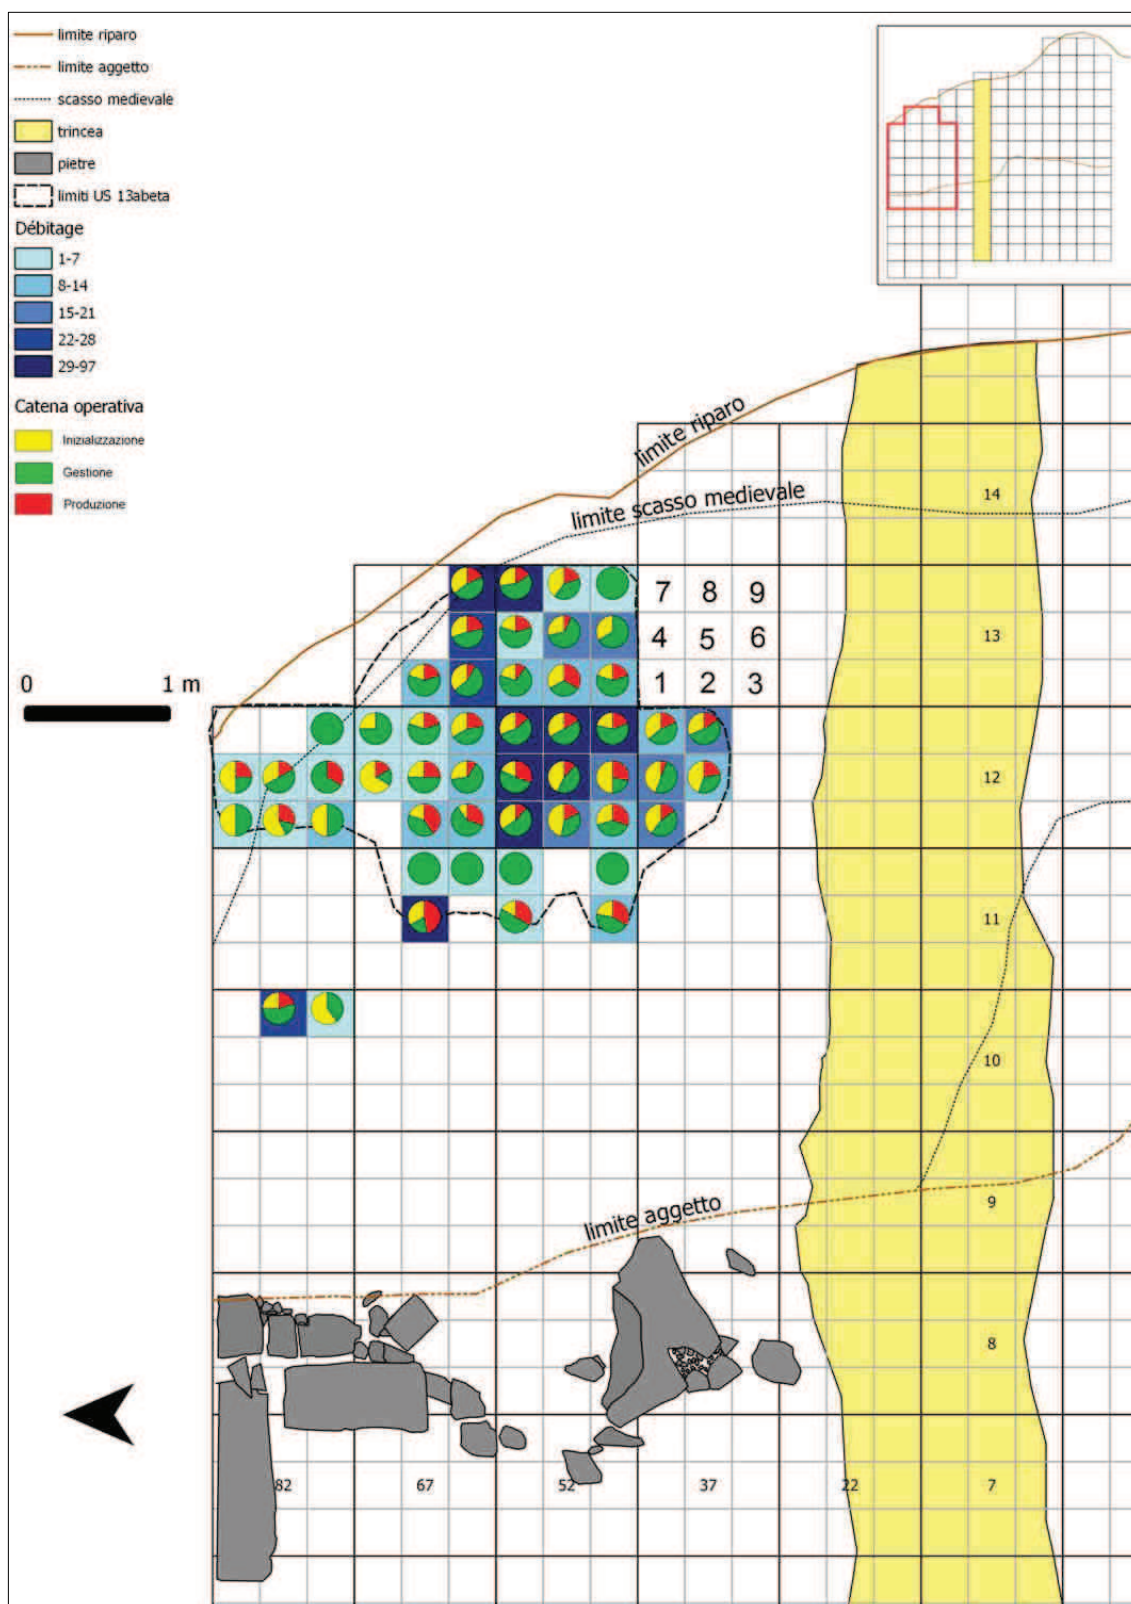 limite riparo
limite aggetto
scasso medievale
trincea
pietre
limiti US 13abeta
Débitage
1-7
8-14
15-21
22-28
29-97
Catena operativa
Inizializzazione
Gestione
Produzione
limite riparo
limite scasso medievale
14
7 8 9
4 5 6
1 2 3
13
0 1 m
12
11
10
limite aggetto
9
8
82 67 52 37 22 7